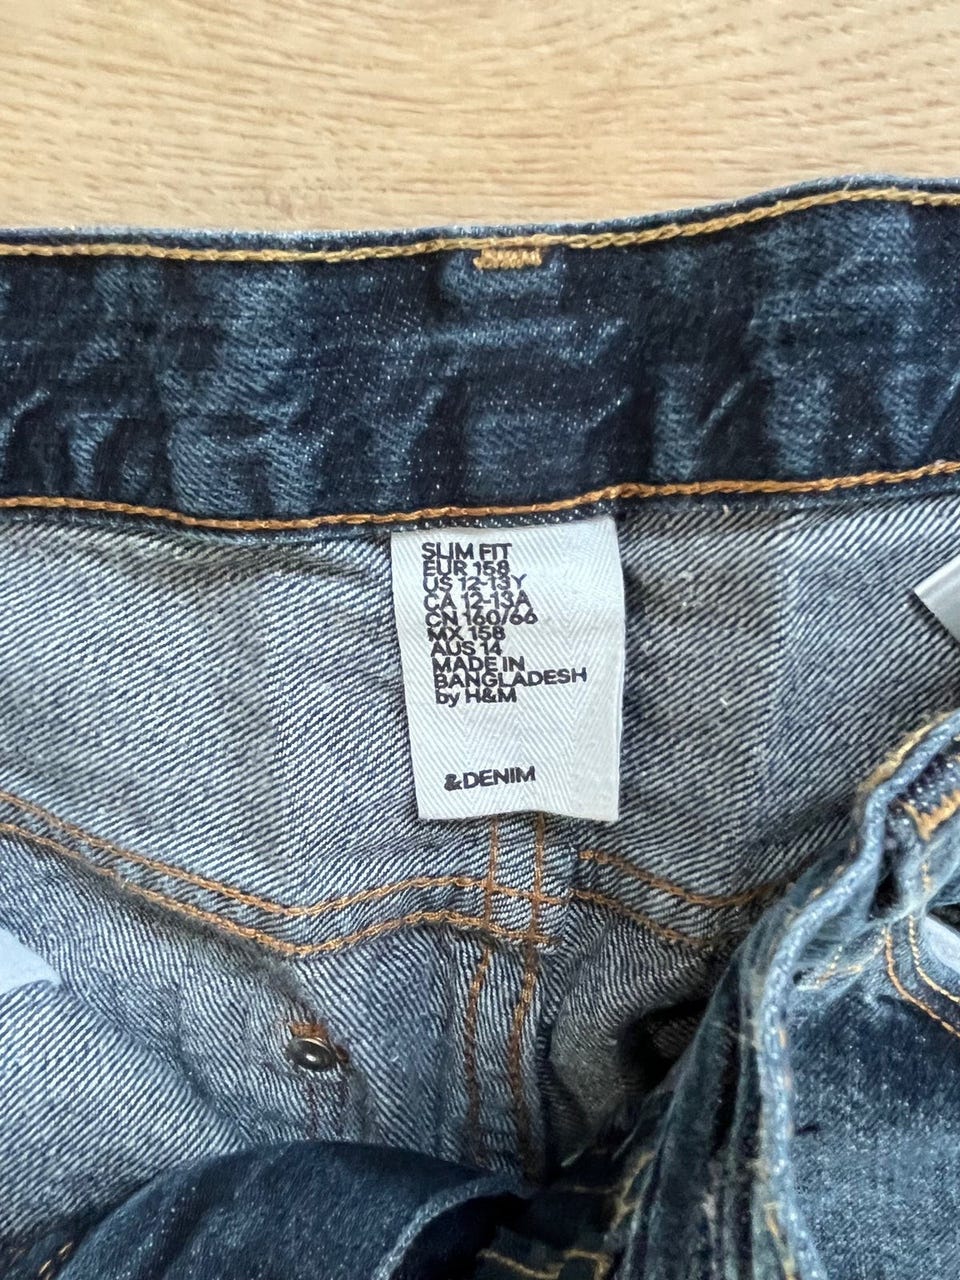 SLIM FIT
EUR 158
US 12-13Y
CA 12-13A
CN 160/66
MX 158
AUS 14
MADE IN
BANGLADESH
by H&M
&DENIM